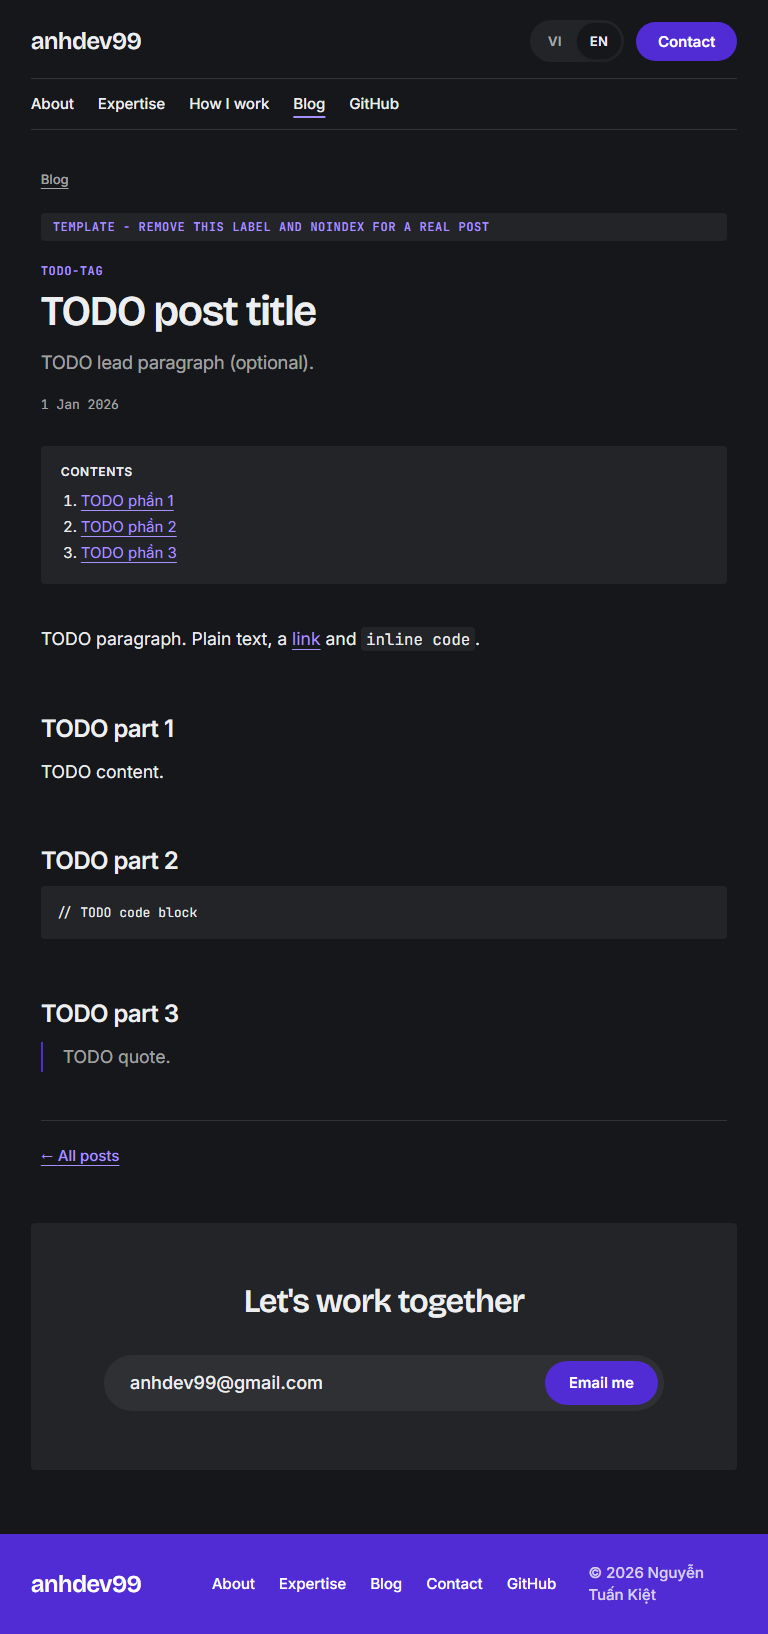 anhdev99
VI EN Contact
About Expertise How I work Blog GitHub
Blog
TEMPLATE - REMOVE THIS LABEL AND NOINDEX FOR A REAL POST
TODO-TAG
TODO post title
TODO lead paragraph (optional).
1 Jan 2026
CONTENTS
1. TODO phần 1
2. TODO phần 2
3. TODO phần 3
TODO paragraph. Plain text, a link and inline code.
TODO part 1
TODO content.
TODO part 2
// TODO code block
TODO part 3
TODO quote.
← All posts
Let's work together
anhdev99@gmail.com Email me
anhdev99 About Expertise Blog Contact GitHub
© 2026 Nguyễn
Tuấn Kiệt